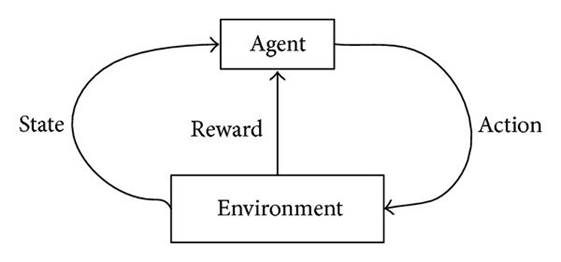 Agent
State
Reward
Action
Environment